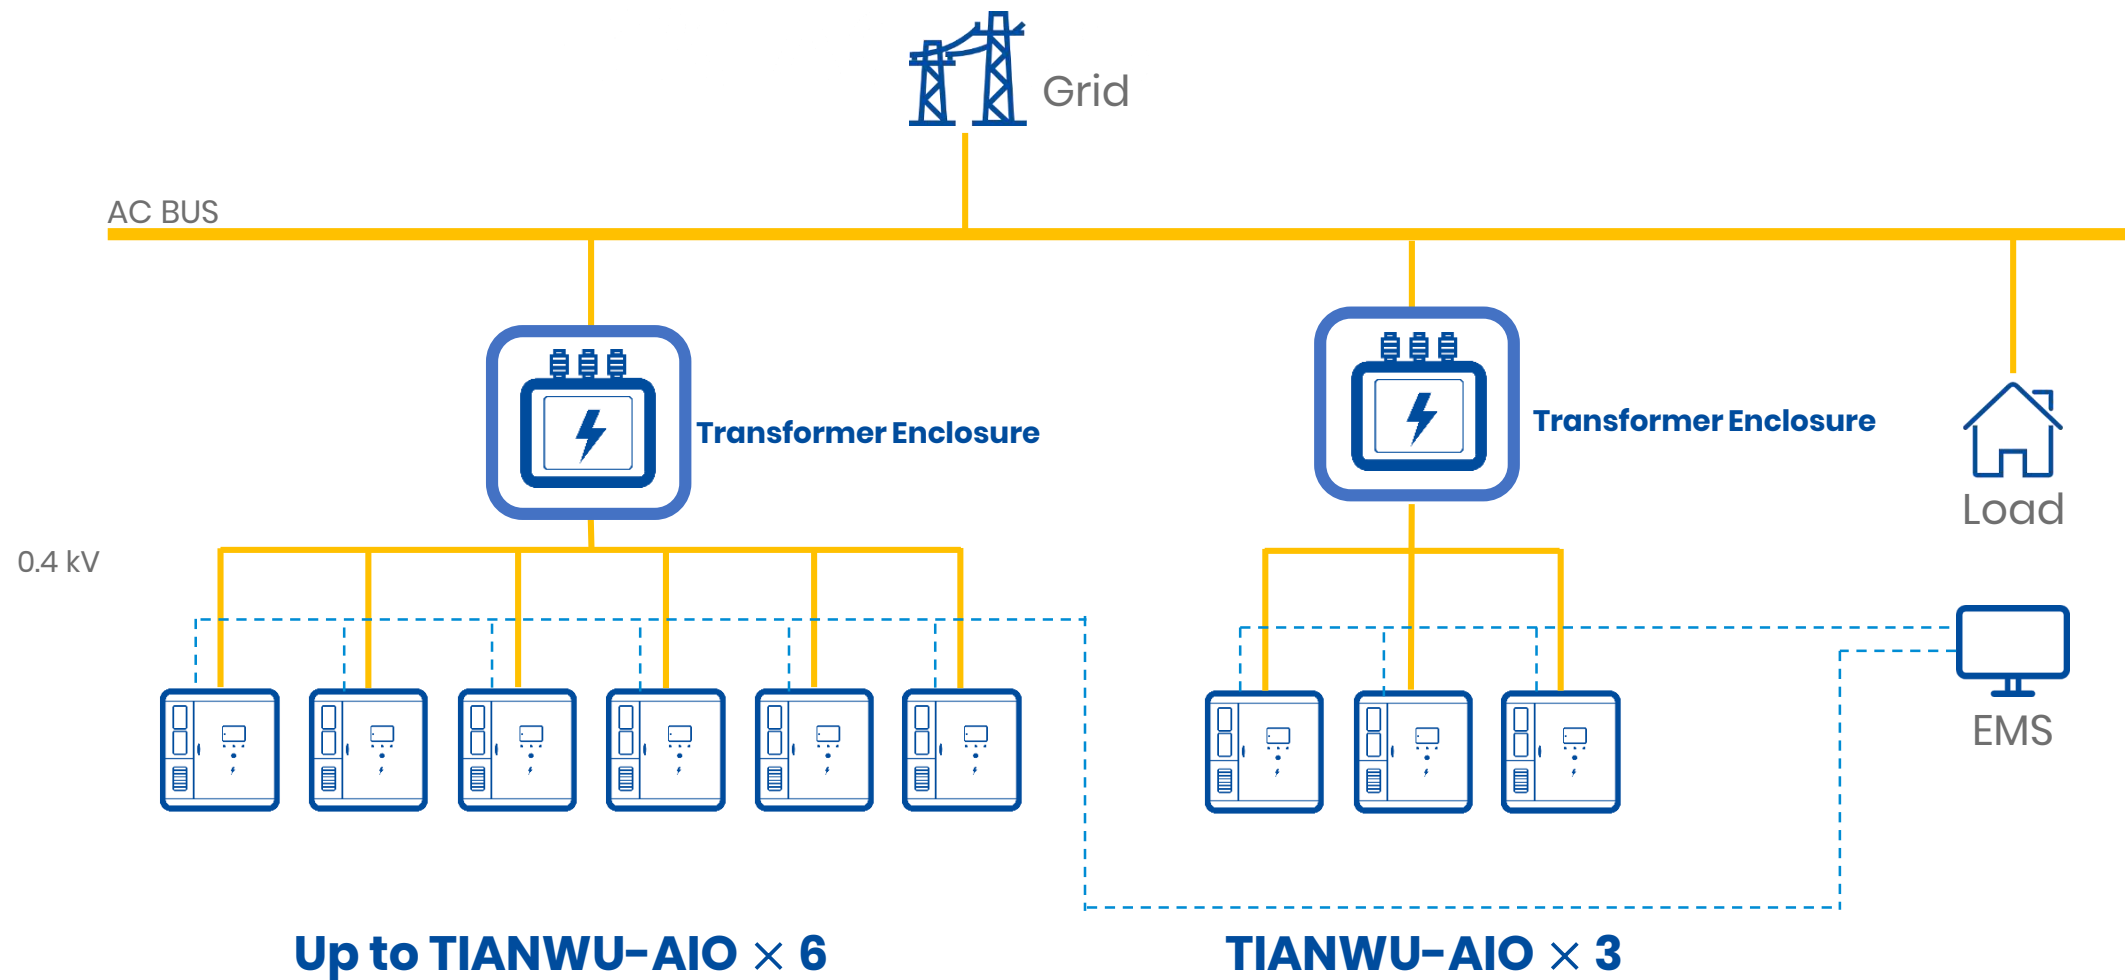 Grid
AC BUS
Transformer Enclosure
Transformer Enclosure
Load
0.4 kV
EMS
Up to TIANWU-AIO × 6
TIANWU-AIO × 3